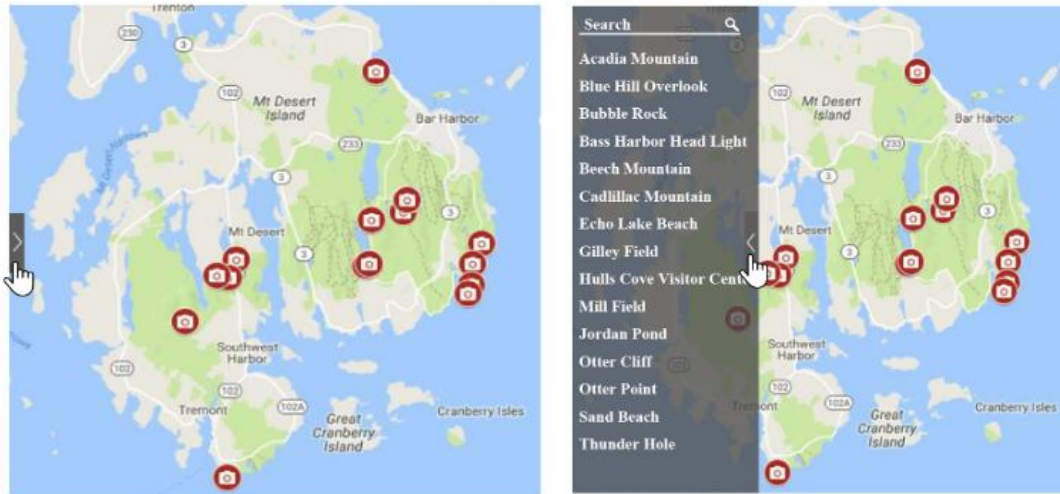 Trenton
230
3
102
Mt Desert
Island
Bar Harbor
233
3
3
Mt Desert
3
Southwest
Harbor
102
102
102A
Tremont
Great
Cranberry
Island
Cranberry Isles
Search
Acadia Mountain
Blue Hill Overlook
Bubble Rock
Bass Harbor Head Light
Beech Mountain
Cadlillac Mountain
Echo Lake Beach
Gilley Field
Hulls Cove Visitor Cent
Mill Field
Jordan Pond
Otter Cliff
Otter Point
Sand Beach
Thunder Hole
102
Mt Desert
Island
Bar Harbor
233
3
3
Mt Desert
3
Southwest
Harbor
102
102A
Great
Cranberry
Island
Cranberry Isles